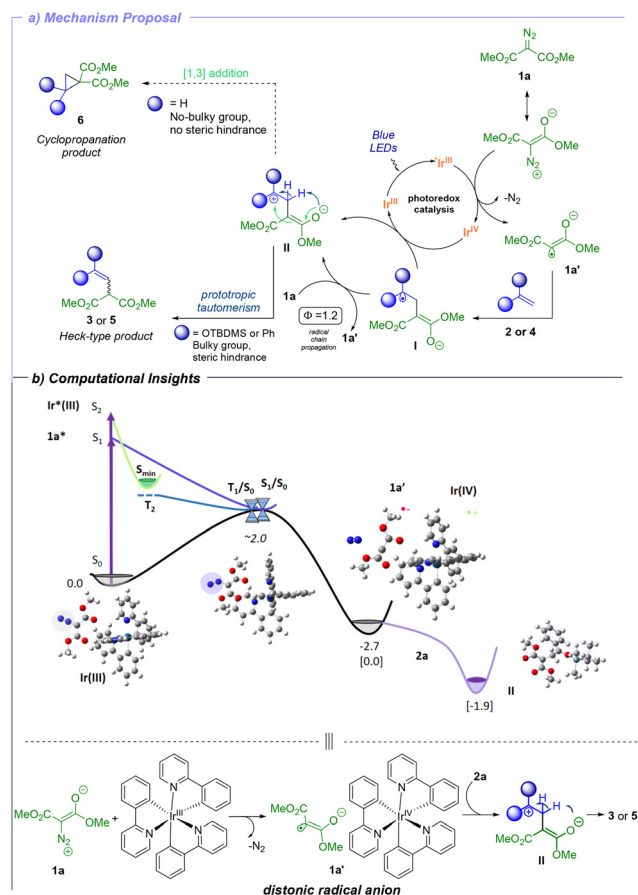 a) Mechanism Proposal
N2
MeO2C CO2Me
1a
[1,3] addition
CO2Me
CO2Me
6
Cyclopropanation
product
= H
No-bulky group,
no steric hindrance
Blue
LEDs
*IrIII
IrIII
photoredox
catalysis
IrIV
O⊖
MeO2C
OMe
N2
⊕
–N2
H
H
⊕
O⊖
MeO2C
OMe
II
O⊖
MeO2C
OMe
1a'
MeO2C CO2Me
3 or 5
Heck-type product
prototropic
tautomerism
= OTBDMS or Ph
Bulky group,
steric hindrance
1a
Φ =1.2
radical
chain
propagation
1a'
OMe
MeO2C
O⊖
I
2 or 4
b) Computational Insights
Ir*(III)
S2
1a*
S1
Smin
T2
T1/S0
S1/S0
~2.0
1a’
•-
Ir(IV)
•+
S0
0.0
Ir(III)
-2.7
[0.0]
2a
II
[-1.9]
O⊖
MeO2C
OMe
N2
⊕
1a
+
N
IrIII
N
N
-N2
O⊖
MeO2C
OMe
1a'
N
IrIV
N
N
2a
H
H
⊕
O⊖
MeO2C
OMe
II
3 or 5
distonic radical anion